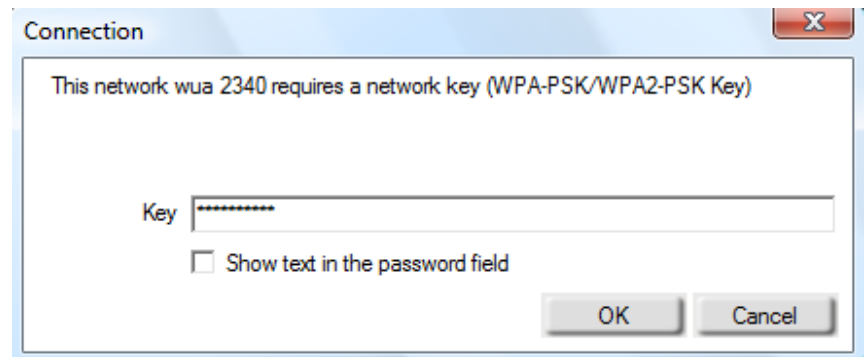 Connection
This network wua 2340 requires a network key (WPA-PSK/WPA2-PSK Key)
Key **********
Show text in the password field
OK Cancel